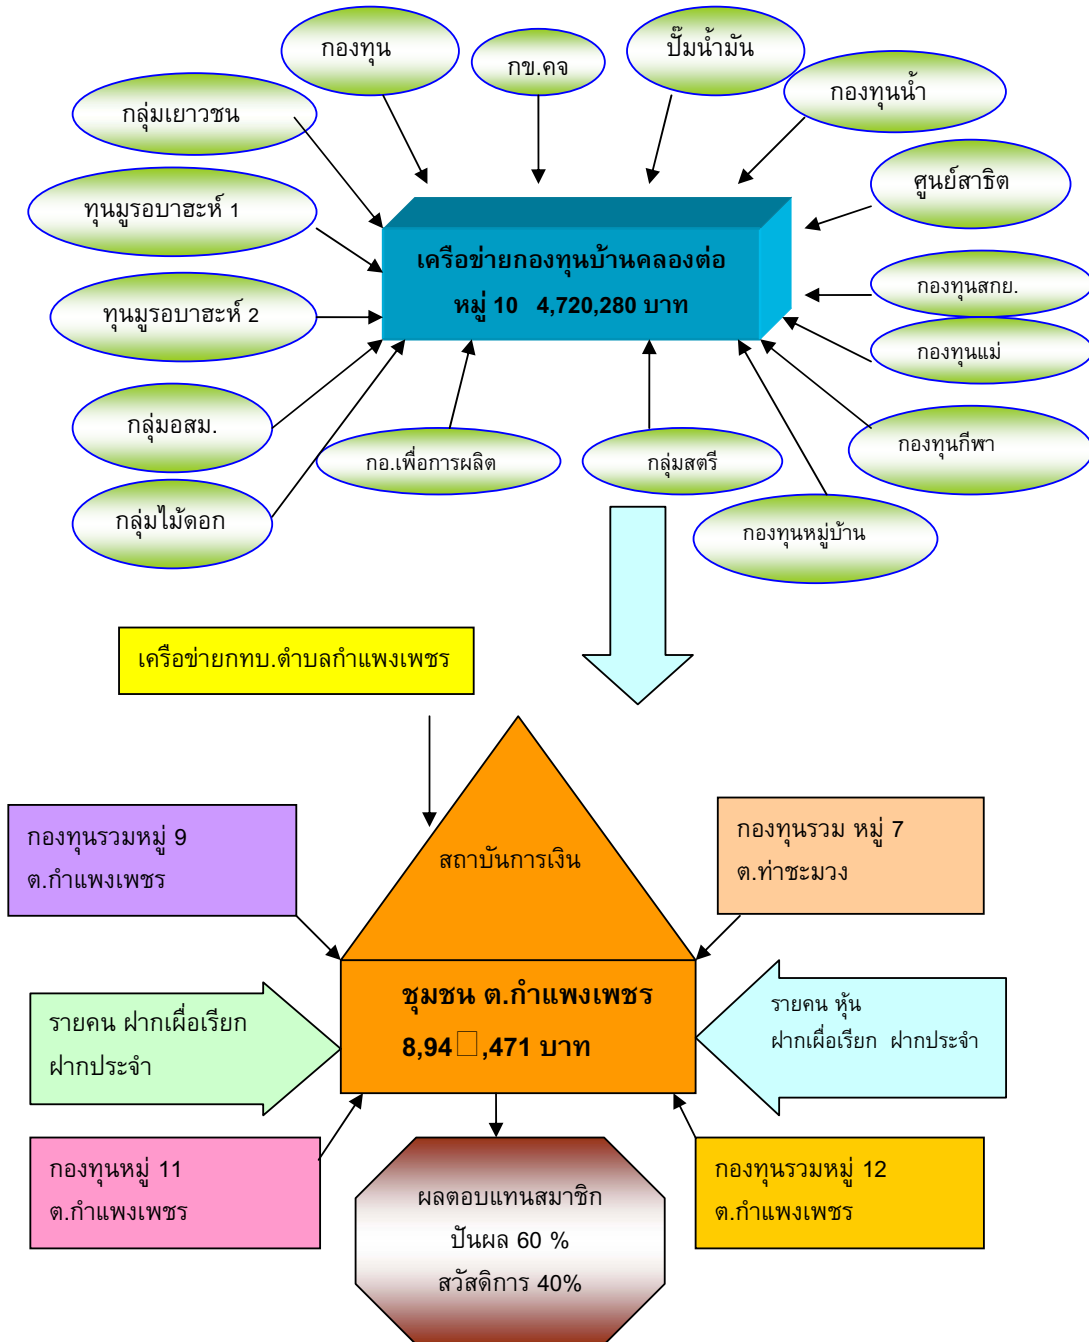 กองทุน
กข.คจ
ปั๊มน้ำมัน
กองทุนน้ำ
กลุ่มเยาวชน
ศูนย์สาธิต
ทุนมูรอบาฮะห์ 1
เครือข่ายกองทุนบ้านคลองต่อ
หมู่ 10 4,720,280 บาท
กองทุนสกย.
ทุนมูรอบาฮะห์ 2
กองทุนแม่
กลุ่มอสม.
กอ.เพื่อการผลิต
กลุ่มสตรี
กองทุนกีฬา
กลุ่มไม้ดอก
กองทุนหมู่บ้าน
เครือข่ายกทบ.ตำบลกำแพงเพชร
กองทุนรวมหมู่ 9
ต.กำแพงเพชร
สถาบันการเงิน
กองทุนรวม หมู่ 7
ต.ท่าชะมวง
ชุมชน ต.กำแพงเพชร
8,94□,471 บาท
รายคน ฝากเผื่อเรียก
ฝากประจำ
รายคน หุ้น
ฝากเผื่อเรียก ฝากประจำ
กองทุนหมู่ 11
ต.กำแพงเพชร
ผลตอบแทนสมาชิก
ปันผล 60 %
สวัสดิการ 40%
กองทุนรวมหมู่ 12
ต.กำแพงเพชร